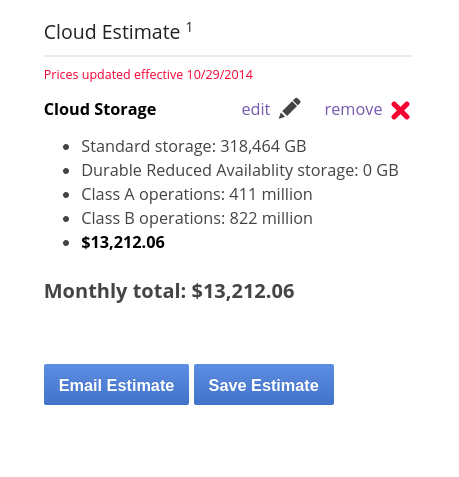 Cloud Estimate 1
Prices updated effective 10/29/2014
Cloud Storage edit remove
Standard storage: 318,464 GB
Durable Reduced Availablity storage: 0 GB
Class A operations: 411 million
Class B operations: 822 million
$13,212.06
Monthly total: $13,212.06
Email Estimate Save Estimate